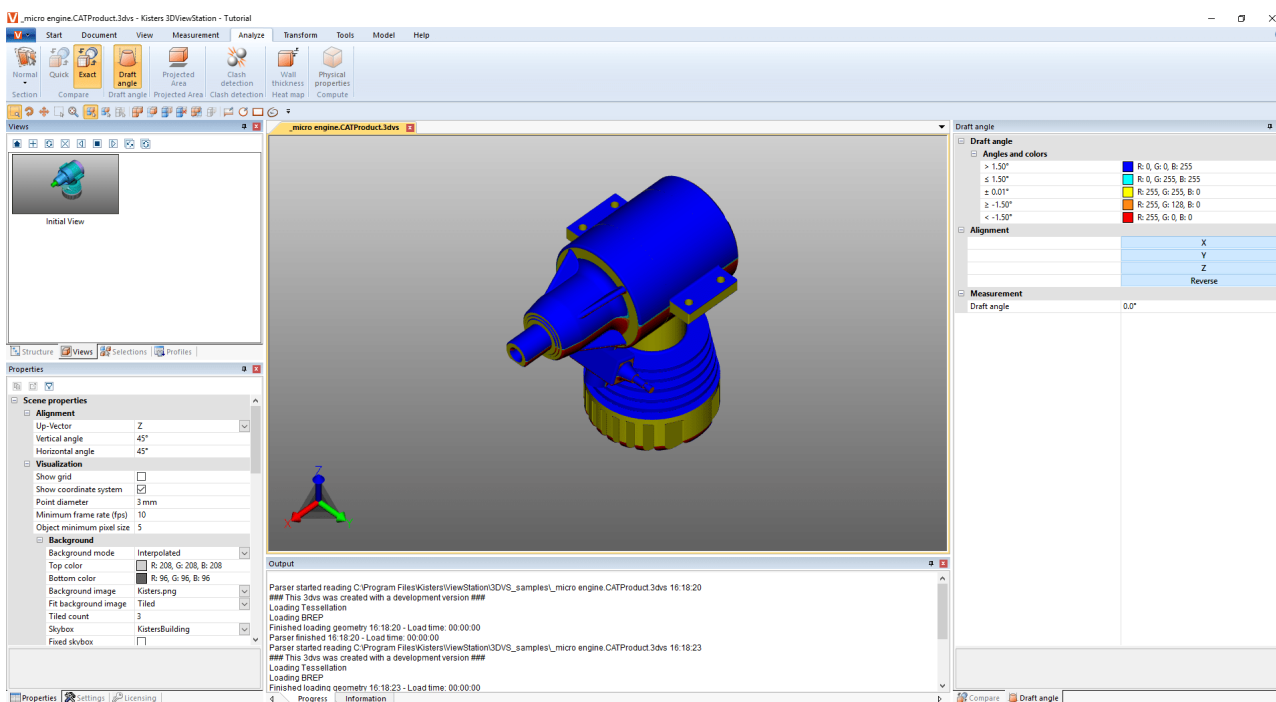 _micro engine.CATProduct.3dvs - Kisters 3DViewStation - Tutorial
V Start Document View Measurement Analyze Transform Tools Model Help
Normal Quick Exact Draft angle Projected Area Clash detection Wall thickness Physical properties
Section Compare Draft angle Projected Area Clash detection Heat map Compute
Views
Initial View
Structure Views Selections Profiles
Properties
Scene properties
Alignment
Up-Vector Z
Vertical angle 45°
Horizontal angle 45°
Visualization
Show grid
Show coordinate system
Point diameter 3 mm
Minimum frame rate (fps) 10
Object minimum pixel size 5
Background
Background mode Interpolated
Top color R: 208, G: 208, B: 208
Bottom color R: 96, G: 96, B: 96
Background image Kisters.png
Fit background image Tiled
Tiled count 3
Skybox KistersBuilding
Fixed skybox
Properties Settings Licensing
_micro engine.CATProduct.3dvs
Z
X
Output
Parser started reading C:\Program Files\Kisters\ViewStation\3DVS_samples\_micro engine.CATProduct.3dvs 16:18:20
### This 3dvs was created with a development version ###
Loading Tessellation
Loading BREP
Finished loading geometry 16:18:20 - Load time: 00:00:00
Parser finished 16:18:20 - Load time: 00:00:00
Parser started reading C:\Program Files\Kisters\ViewStation\3DVS_samples\_micro engine.CATProduct.3dvs 16:18:23
### This 3dvs was created with a development version ###
Loading Tessellation
Loading BREP
Finished loading geometry 16:18:23 - Load time: 00:00:00
Progress Information
Draft angle
Draft angle
Angles and colors
> 1.50° R: 0, G: 0, B: 255
≤ 1.50° R: 0, G: 255, B: 255
± 0.01° R: 255, G: 255, B: 0
≥ -1.50° R: 255, G: 128, B: 0
< -1.50° R: 255, G: 0, B: 0
Alignment
X
Y
Z
Reverse
Measurement
Draft angle 0.0°
Compare Draft angle